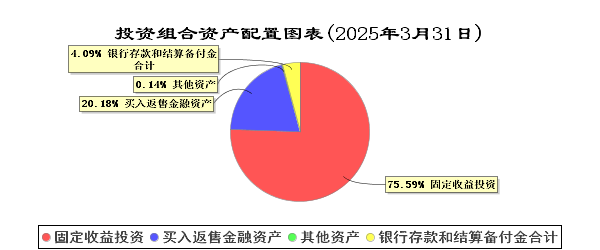 投资组合资产配置图表(2025年3月31日)
4.09% 银行存款和结算备付金
合计
0.14% 其他资产
20.18% 买入返售金融资产
75.59% 固定收益投资
固定收益投资 买入返售金融资产 其他资产 银行存款和结算备付金合计